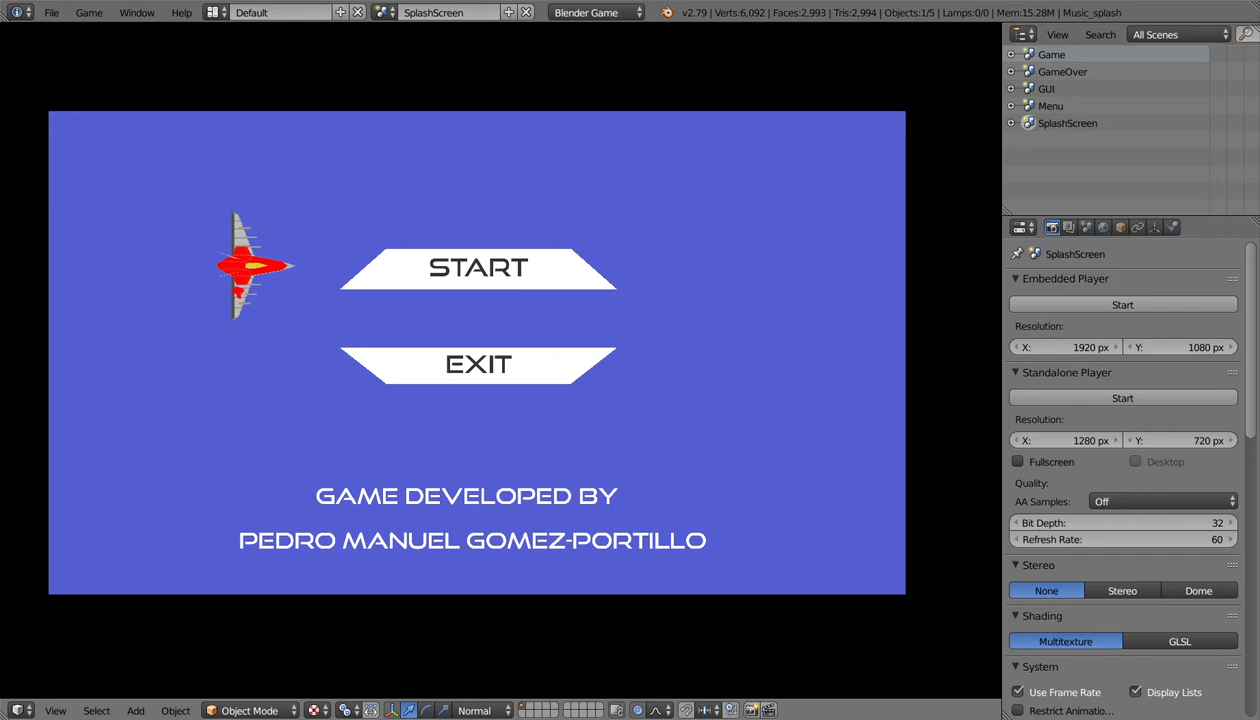 File Game Window Help Default SplashScreen Blender Game v2.79 | Verts:6,092 | Faces:2,993 | Tris:2,994 | Objects:1/5 | Lamps:0/0 | Mem:15.28M | Music_splash
View Search All Scenes
Game
GameOver
GUI
Menu
SplashScreen
START
EXIT
GAME DEVELOPED BY
PEDRO MANUEL GOMEZ-PORTILLO
SplashScreen
Embedded Player
Start
Resolution:
X: 1920 px Y: 1080 px
Standalone Player
Start
Resolution:
X: 1280 px Y: 720 px
Fullscreen Desktop
Quality:
AA Samples: Off
Bit Depth: 32
Refresh Rate: 60
Stereo
None Stereo Dome
Shading
Multitexture GLSL
System
Use Frame Rate Display Lists
Restrict Animatio...
View Select Add Object Object Mode Normal